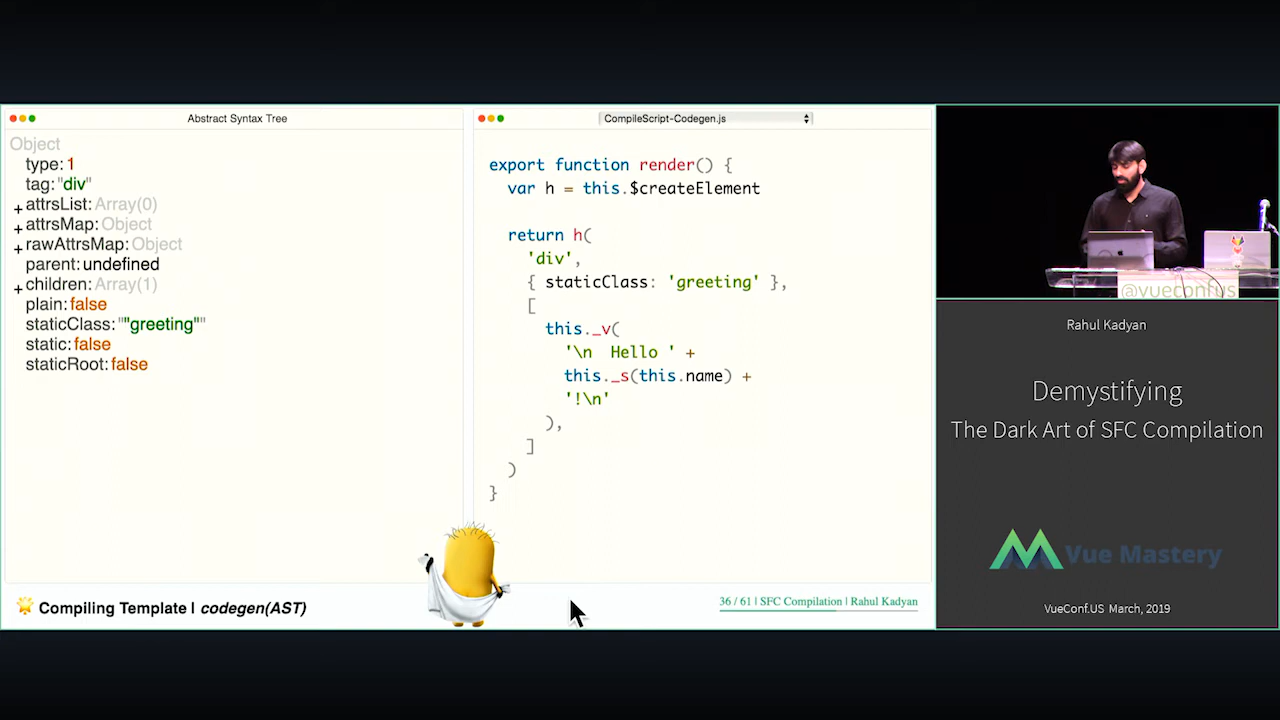 Abstract Syntax Tree
Object
type: 1
tag: "div"
+ attrsList: Array(0)
+ attrsMap: Object
+ rawAttrsMap: Object
parent: undefined
+ children: Array(1)
plain: false
staticClass: ""greeting""
static: false
staticRoot: false
CompileScript-Codegen.js
export function render() {
var h = this.$createElement
return h(
'div',
{ staticClass: 'greeting' },
[
this._v(
'\n  Hello ' +
this._s(this.name) +
'!\n'
),
]
)
}
Compiling Template | codegen(AST)
36 / 61 | SFC Compilation | Rahul Kadyan
@vueconfus
Rahul Kadyan
Demystifying
The Dark Art of SFC Compilation
Vue Mastery
VueConf.US March, 2019